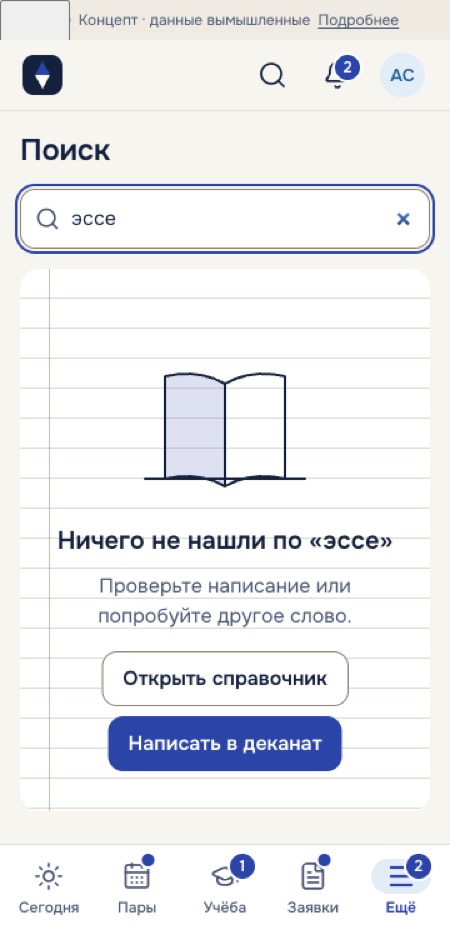 Концепт · данные вымышленные Подробнее
2
АС
Поиск
эссе
Ничего не нашли по «эссе»
Проверьте написание или
попробуйте другое слово.
Открыть справочник
Написать в деканат
1
2
Сегодня Пары Учёба Заявки Ещё